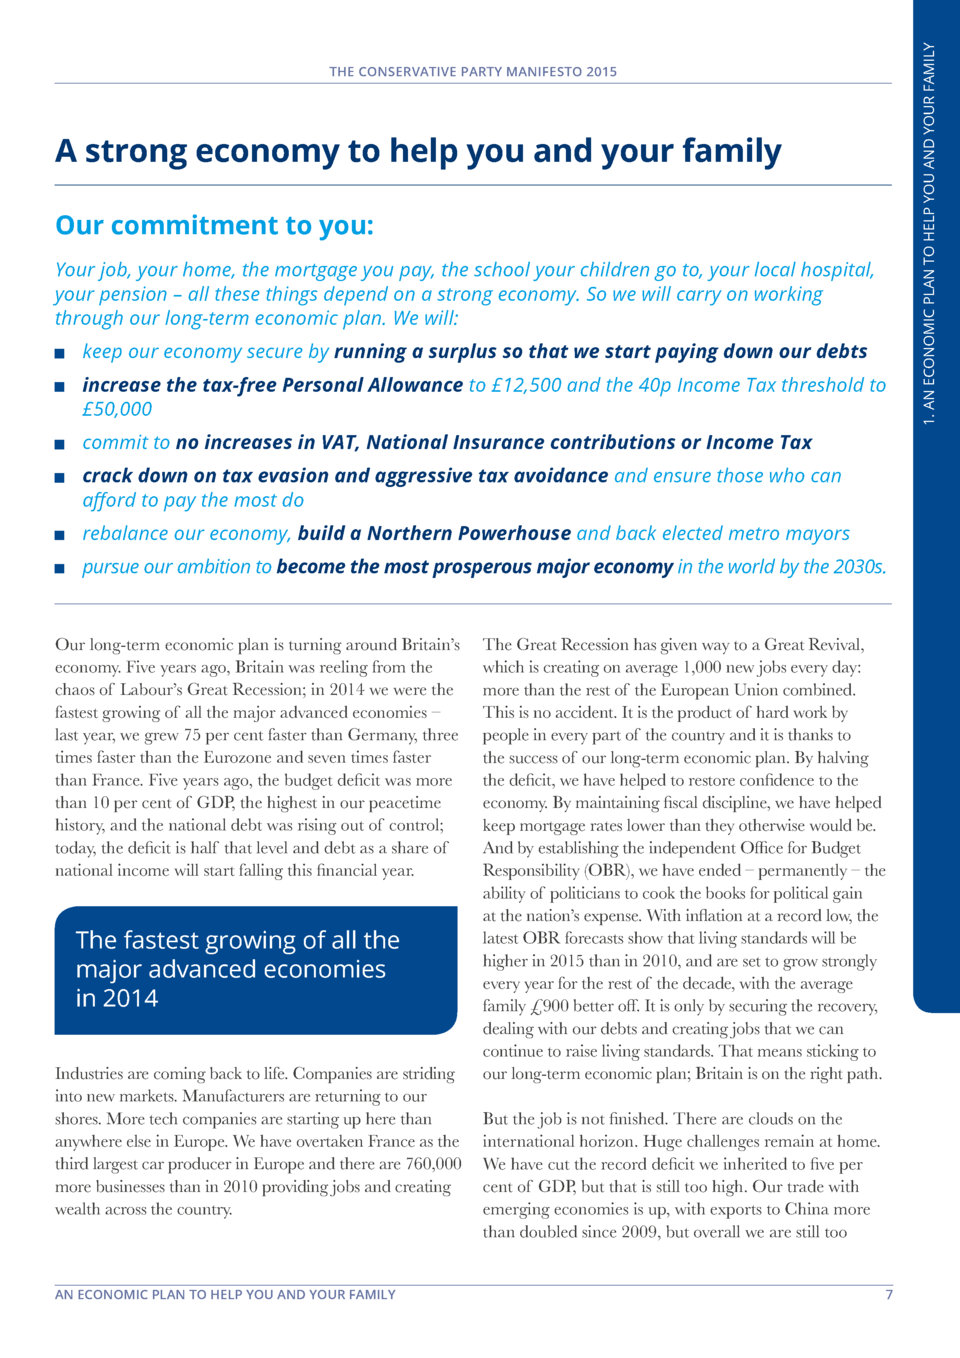 THE CONSERVATIVE PARTY MANIFESTO 2015
A strong economy to help you and your family
Our commitment to you:
Your job, your home, the mortgage you pay, the school your children go to, your local hospital,
your pension – all these things depend on a strong economy. So we will carry on working
through our long-term economic plan. We will:
■ keep our economy secure by running a surplus so that we start paying down our debts
■ increase the tax-free Personal Allowance to £12,500 and the 40p Income Tax threshold to
£50,000
■ commit to no increases in VAT, National Insurance contributions or Income Tax
■ crack down on tax evasion and aggressive tax avoidance and ensure those who can
afford to pay the most do
■ rebalance our economy, build a Northern Powerhouse and back elected metro mayors
■ pursue our ambition to become the most prosperous major economy in the world by the 2030s.
Our long-term economic plan is turning around Britain's
economy. Five years ago, Britain was reeling from the
chaos of Labour's Great Recession; in 2014 we were the
fastest growing of all the major advanced economies –
last year, we grew 75 per cent faster than Germany, three
times faster than the Eurozone and seven times faster
than France. Five years ago, the budget deficit was more
than 10 per cent of GDP, the highest in our peacetime
history, and the national debt was rising out of control;
today, the deficit is half that level and debt as a share of
national income will start falling this financial year.
The fastest growing of all the
major advanced economies
in 2014
Industries are coming back to life. Companies are striding
into new markets. Manufacturers are returning to our
shores. More tech companies are starting up here than
anywhere else in Europe. We have overtaken France as the
third largest car producer in Europe and there are 760,000
more businesses than in 2010 providing jobs and creating
wealth across the country.
The Great Recession has given way to a Great Revival,
which is creating on average 1,000 new jobs every day:
more than the rest of the European Union combined.
This is no accident. It is the product of hard work by
people in every part of the country and it is thanks to
the success of our long-term economic plan. By halving
the deficit, we have helped to restore confidence to the
economy. By maintaining fiscal discipline, we have helped
keep mortgage rates lower than they otherwise would be.
And by establishing the independent Office for Budget
Responsibility (OBR), we have ended – permanently – the
ability of politicians to cook the books for political gain
at the nation's expense. With inflation at a record low, the
latest OBR forecasts show that living standards will be
higher in 2015 than in 2010, and are set to grow strongly
every year for the rest of the decade, with the average
family £900 better off. It is only by securing the recovery,
dealing with our debts and creating jobs that we can
continue to raise living standards. That means sticking to
our long-term economic plan; Britain is on the right path.
But the job is not finished. There are clouds on the
international horizon. Huge challenges remain at home.
We have cut the record deficit we inherited to five per
cent of GDP, but that is still too high. Our trade with
emerging economies is up, with exports to China more
than doubled since 2009, but overall we are still too
AN ECONOMIC PLAN TO HELP YOU AND YOUR FAMILY
7
1. AN ECONOMIC PLAN TO HELP YOU AND YOUR FAMILY